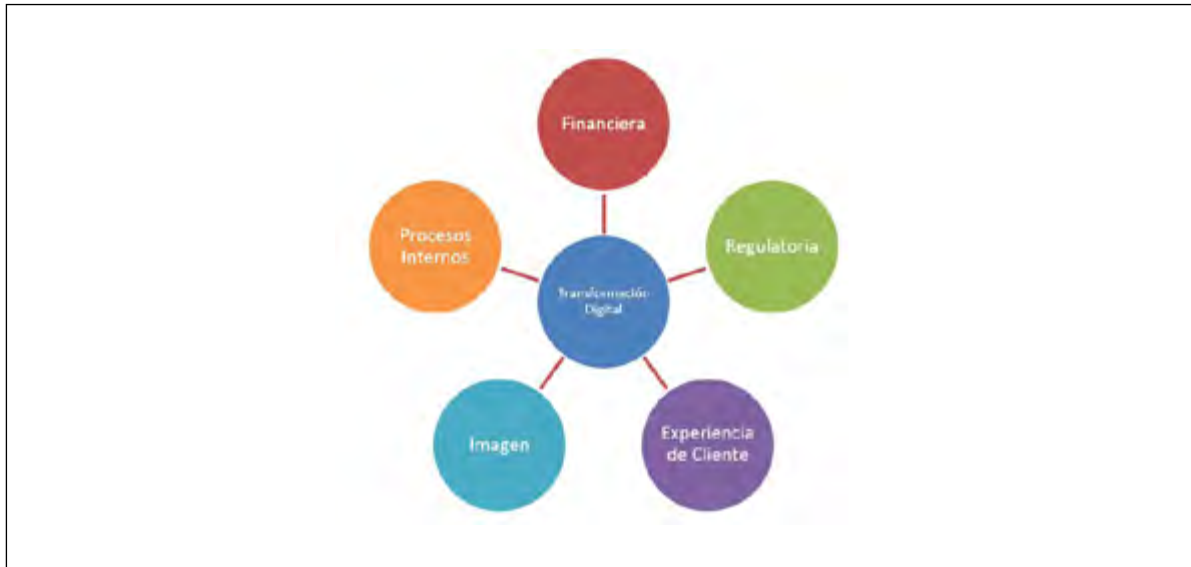 Financiera
Procesos
Internos
Regulatoria
Transformación
Digital
Imagen
Experiencia
de Cliente